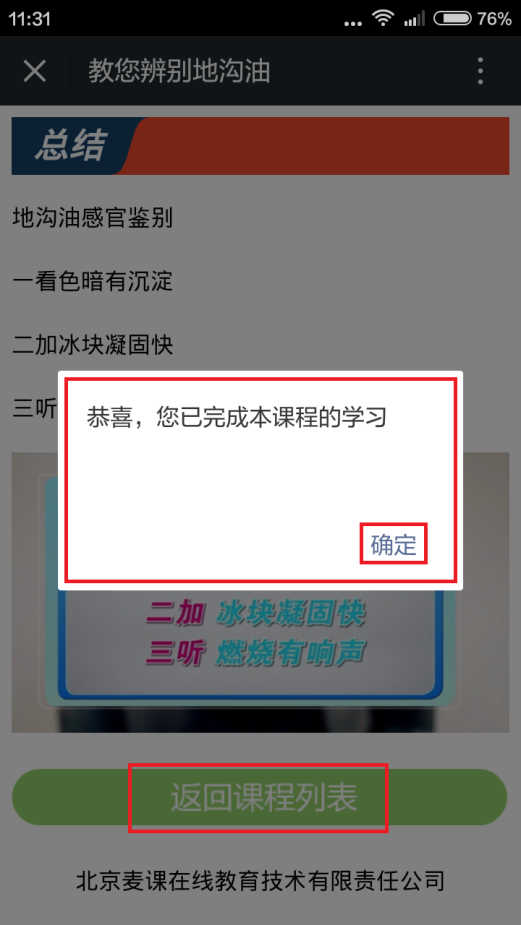 11:31
76%
教您辨别地沟油
总结
地沟油感官鉴别
一看色暗有沉淀
二加冰块凝固快
三听
恭喜，您已完成本课程的学习
确定
二加 冰块凝固快
三听 燃烧有响声
返回课程列表
北京麦课在线教育技术有限责任公司